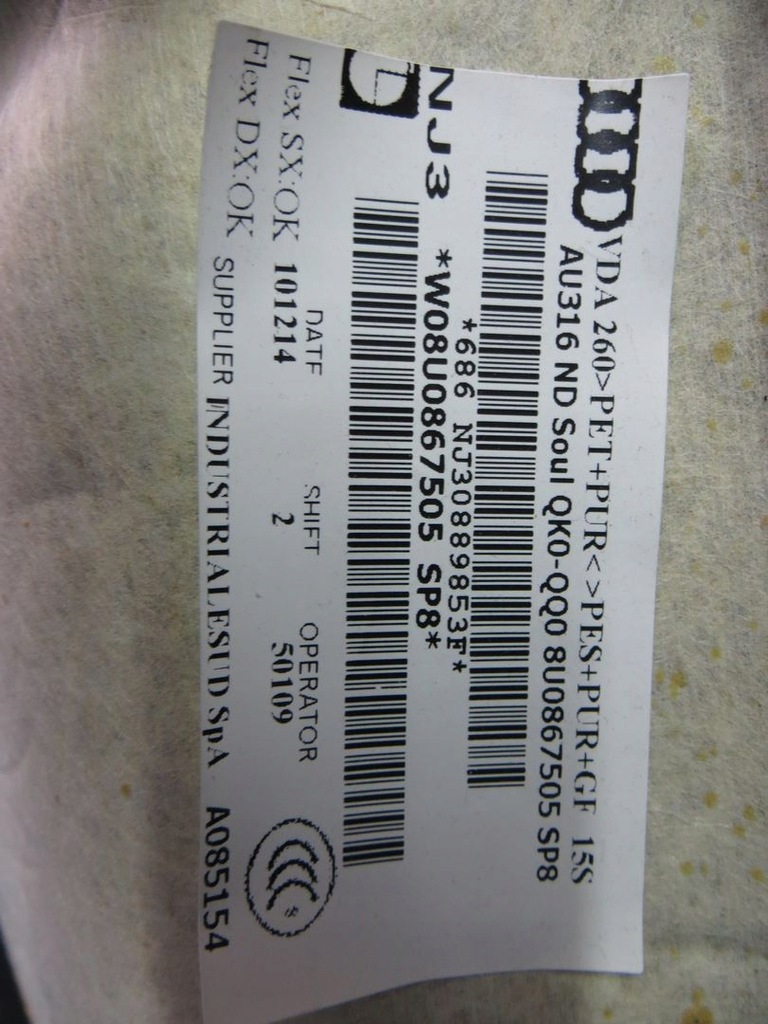 VDA 260>PET+PUR< >PES+PUR+GF 15S
AU316 ND Soul QK0-QQ0 8U0867505 SP8
*686 NJ30889853F*
NJ3 *W08U0867505 SP8*
DATE SHIFT OPERATOR
Flex SX:OK 101214 2 50109
Flex DX:OK SUPPLIER INDUSTRIALESUD SpA A085154